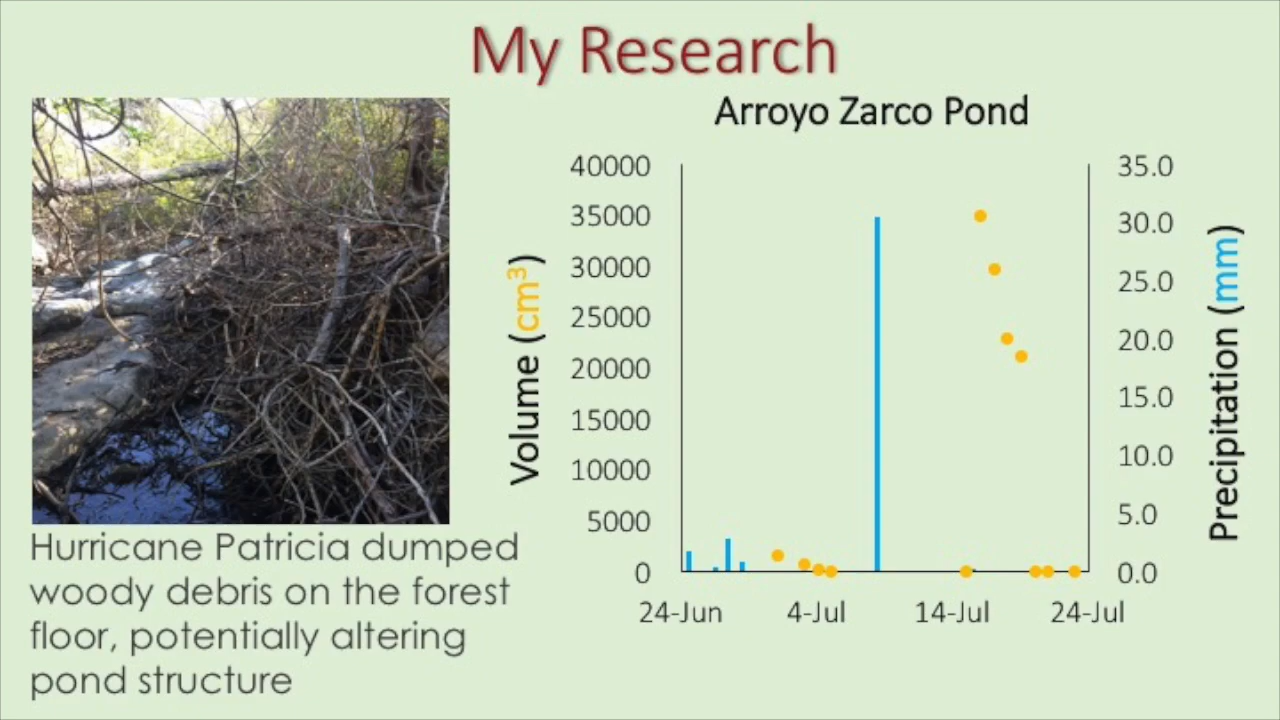 My Research
Arroyo Zarco Pond
40000
35000
30000
25000
20000
15000
10000
5000
0
Volume (cm³)
35.0
30.0
25.0
20.0
15.0
10.0
5.0
0.0
Precipitation (mm)
24-Jun 4-Jul 14-Jul 24-Jul
Hurricane Patricia dumped
woody debris on the forest
floor, potentially altering
pond structure